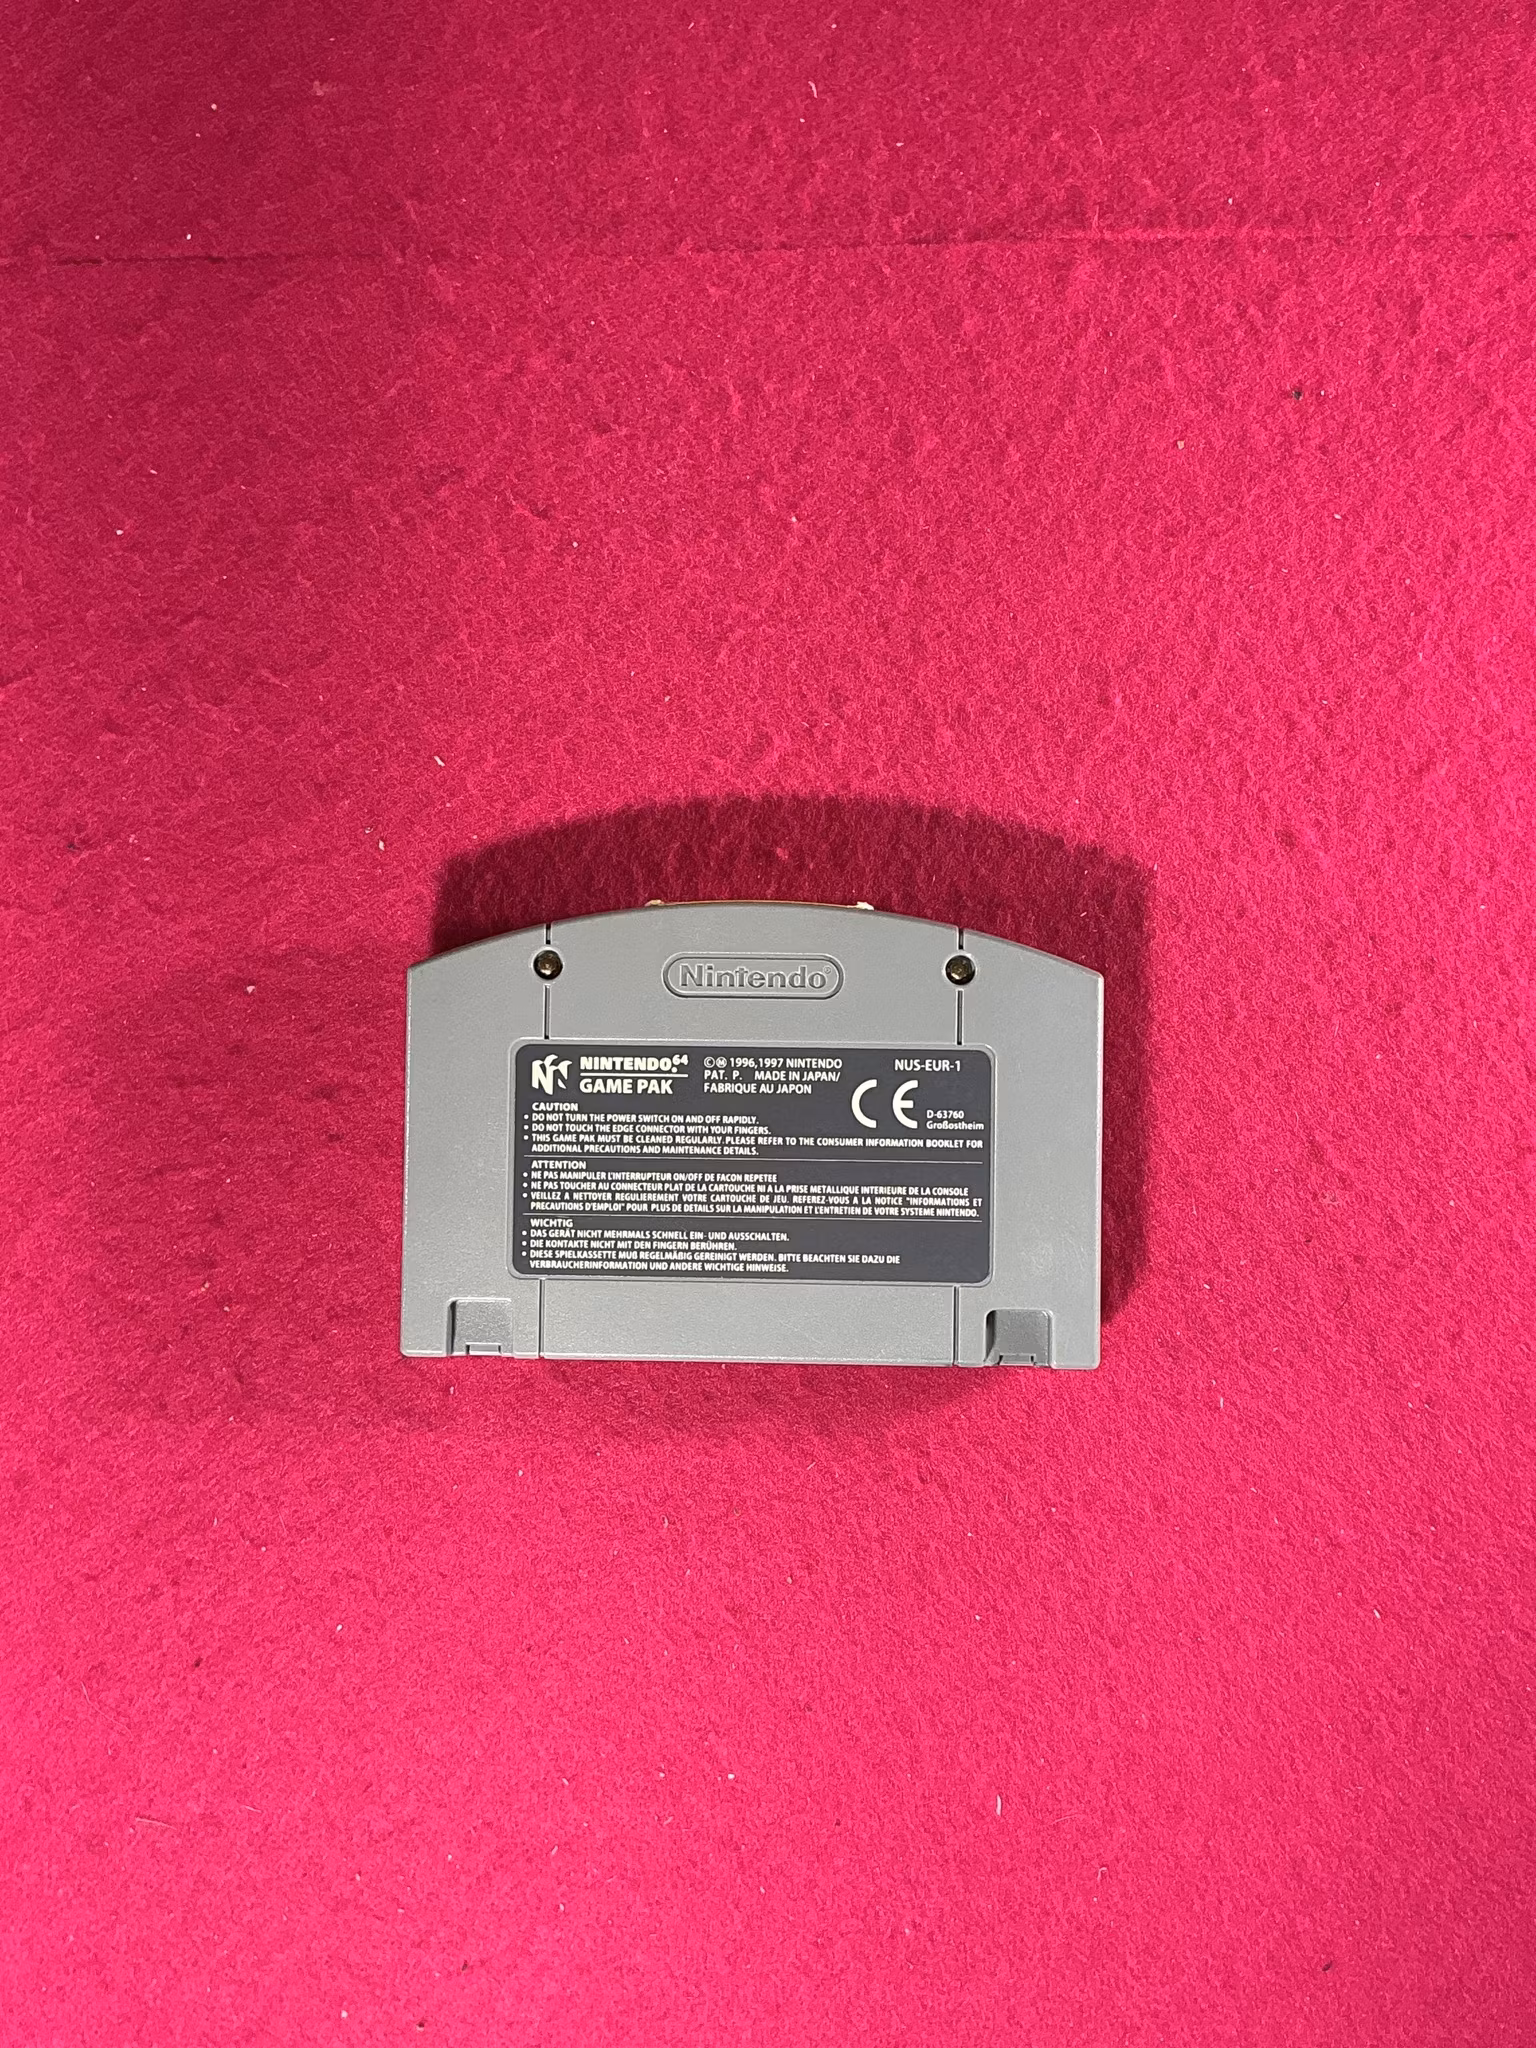 Nintendo®
NINTENDO.64
GAME PAK
©Ⓜ 1996,1997 NINTENDO
PAT. P. MADE IN JAPAN/
FABRIQUE AU JAPON
NUS-EUR-1
CE
D-63760
Großostheim
CAUTION
• DO NOT TURN THE POWER SWITCH ON AND OFF RAPIDLY.
• DO NOT TOUCH THE EDGE CONNECTOR WITH YOUR FINGERS.
• THIS GAME PAK MUST BE CLEANED REGULARLY. PLEASE REFER TO THE CONSUMER INFORMATION BOOKLET FOR
ADDITIONAL PRECAUTIONS AND MAINTENANCE DETAILS.
ATTENTION
• NE PAS MANIPULER L'INTERRUPTEUR ON/OFF DE FACON REPETEE
• NE PAS TOUCHER AU CONNECTEUR PLAT DE LA CARTOUCHE NI A LA PRISE METALLIQUE INTERIEURE DE LA CONSOLE
• VEILLEZ A NETTOYER REGULIEREMENT VOTRE CARTOUCHE DE JEU. REFEREZ-VOUS A LA NOTICE "INFORMATIONS ET
PRECAUTIONS D'EMPLOI" POUR PLUS DE DETAILS SUR LA MANIPULATION ET L'ENTRETIEN DE VOTRE SYSTEME NINTENDO.
WICHTIG
• DAS GERÄT NICHT MEHRMALS SCHNELL EIN- UND AUSSCHALTEN.
• DIE KONTAKTE NICHT MIT DEN FINGERN BERÜHREN.
• DIESE SPIELKASSETTE MUß REGELMÄßIG GEREINIGT WERDEN. BITTE BEACHTEN SIE DAZU DIE
VERBRAUCHERINFORMATION UND ANDERE WICHTIGE HINWEISE.